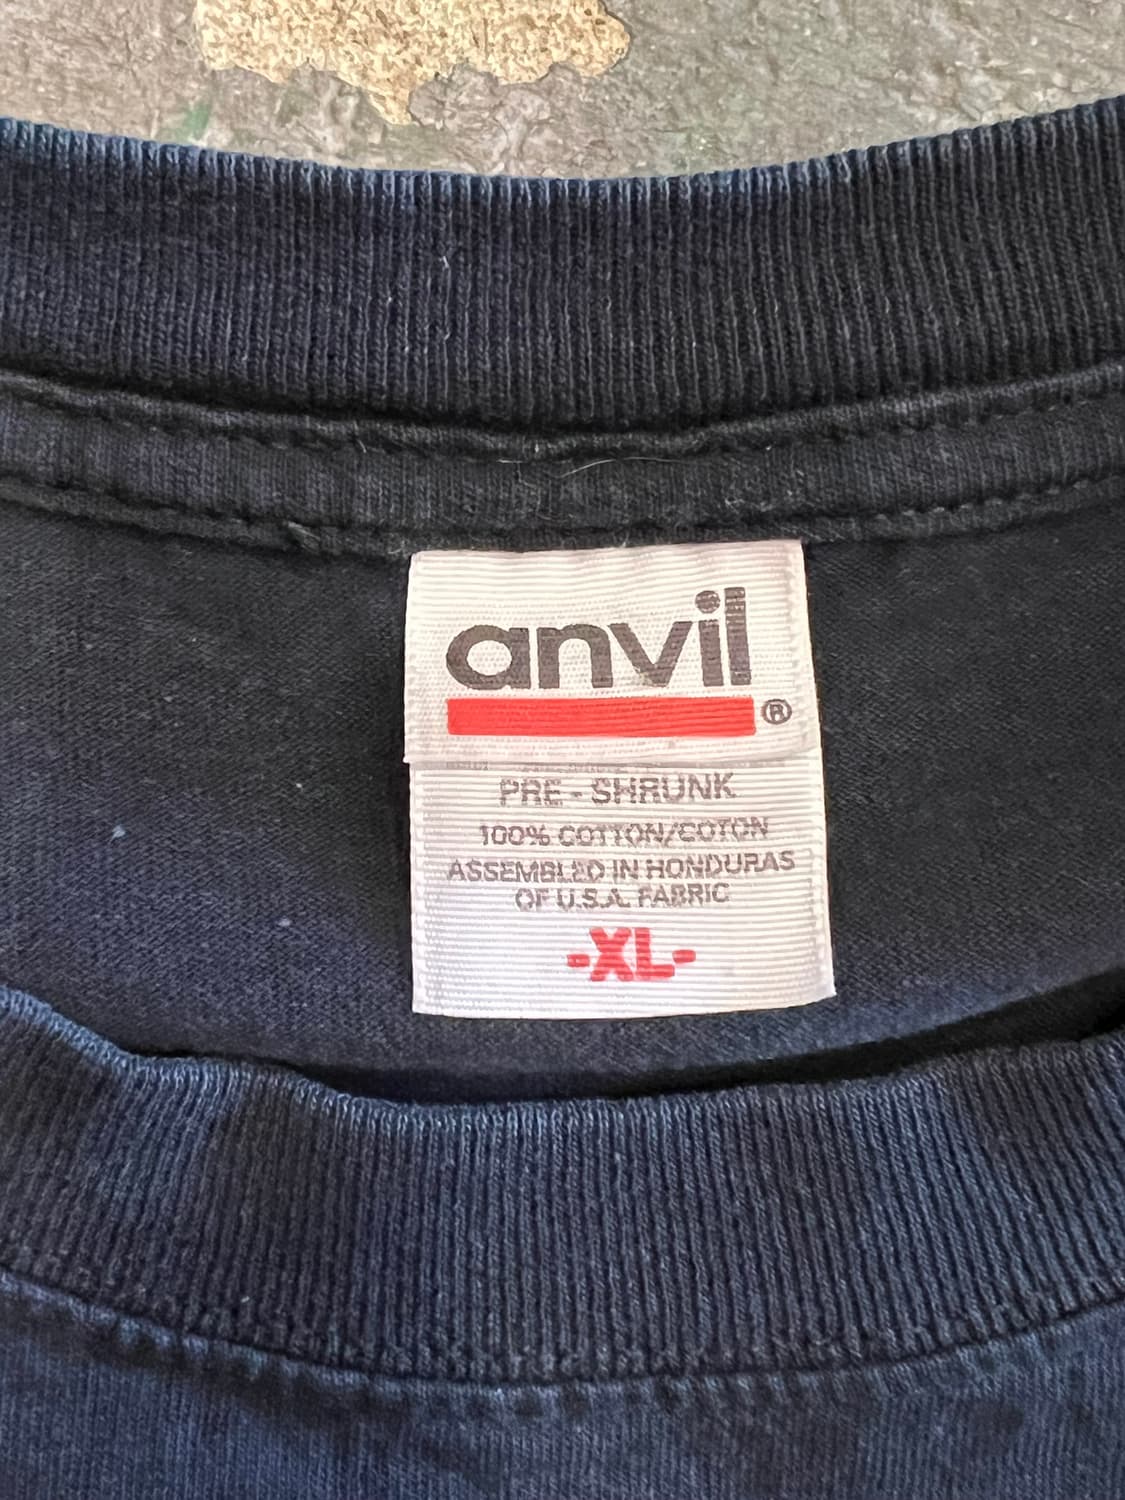 anvil®
PRE-SHRUNK
100% COTTON/COTON
ASSEMBLED IN HONDURAS
OF U.S.A. FABRIC
-XL-